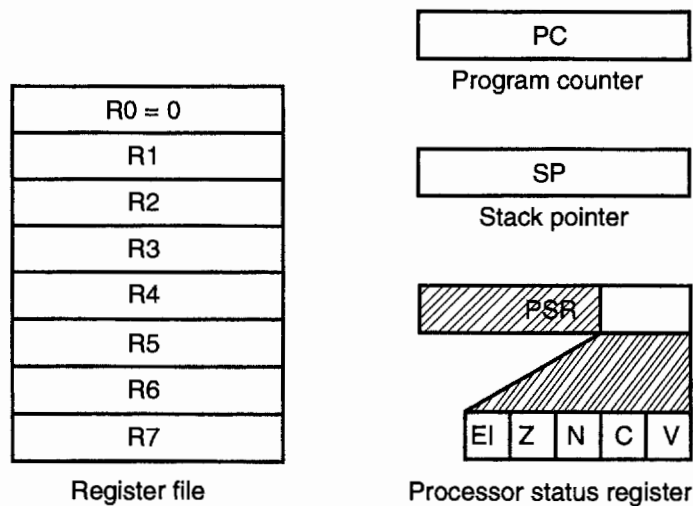 R0 = 0
R1
R2
R3
R4
R5
R6
R7
Register file
PC
Program counter
SP
Stack pointer
PSR
EI Z N C V
Processor status register